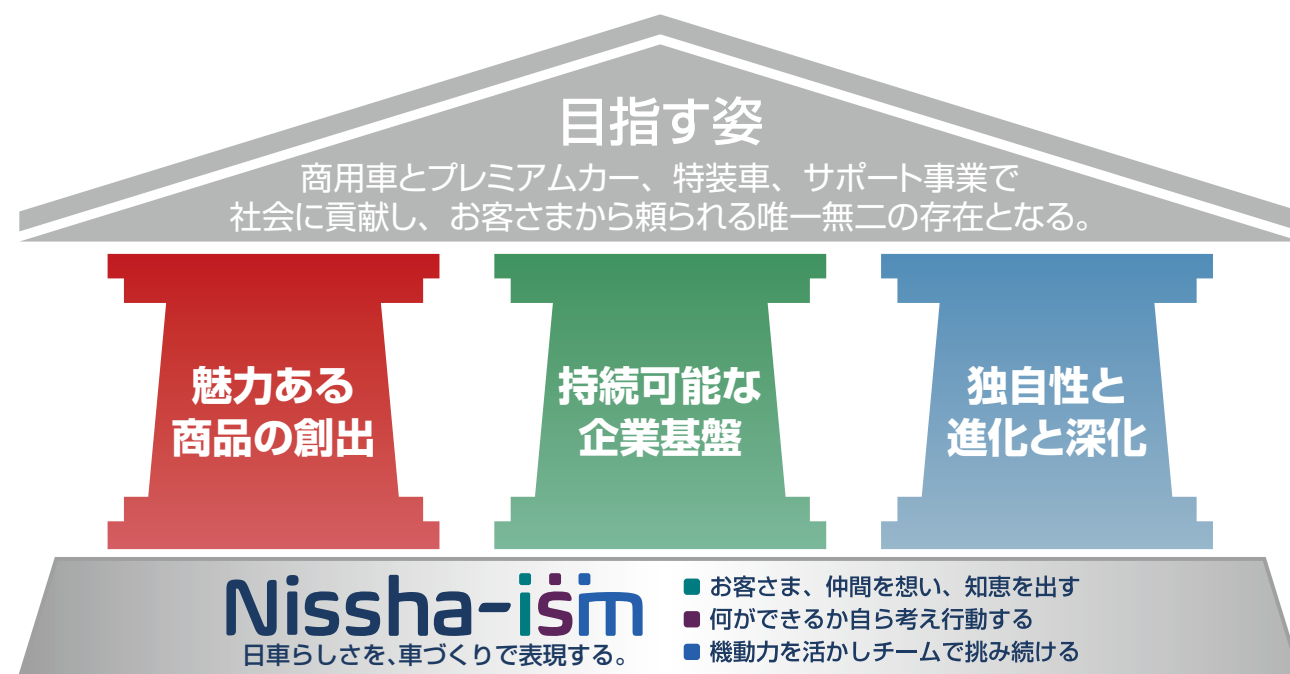 目指す姿
商用車とプレミアムカー、特装車、サポート事業で
社会に貢献し、お客さまから頼られる唯一無二の存在となる。
魅力ある
商品の創出
持続可能な
企業基盤
独自性と
進化と深化
Nissha-ism
日車らしさを、車づくりで表現する。
お客さま、仲間を想い、知恵を出す
何ができるか自ら考え行動する
機動力を活かしチームで挑み続ける